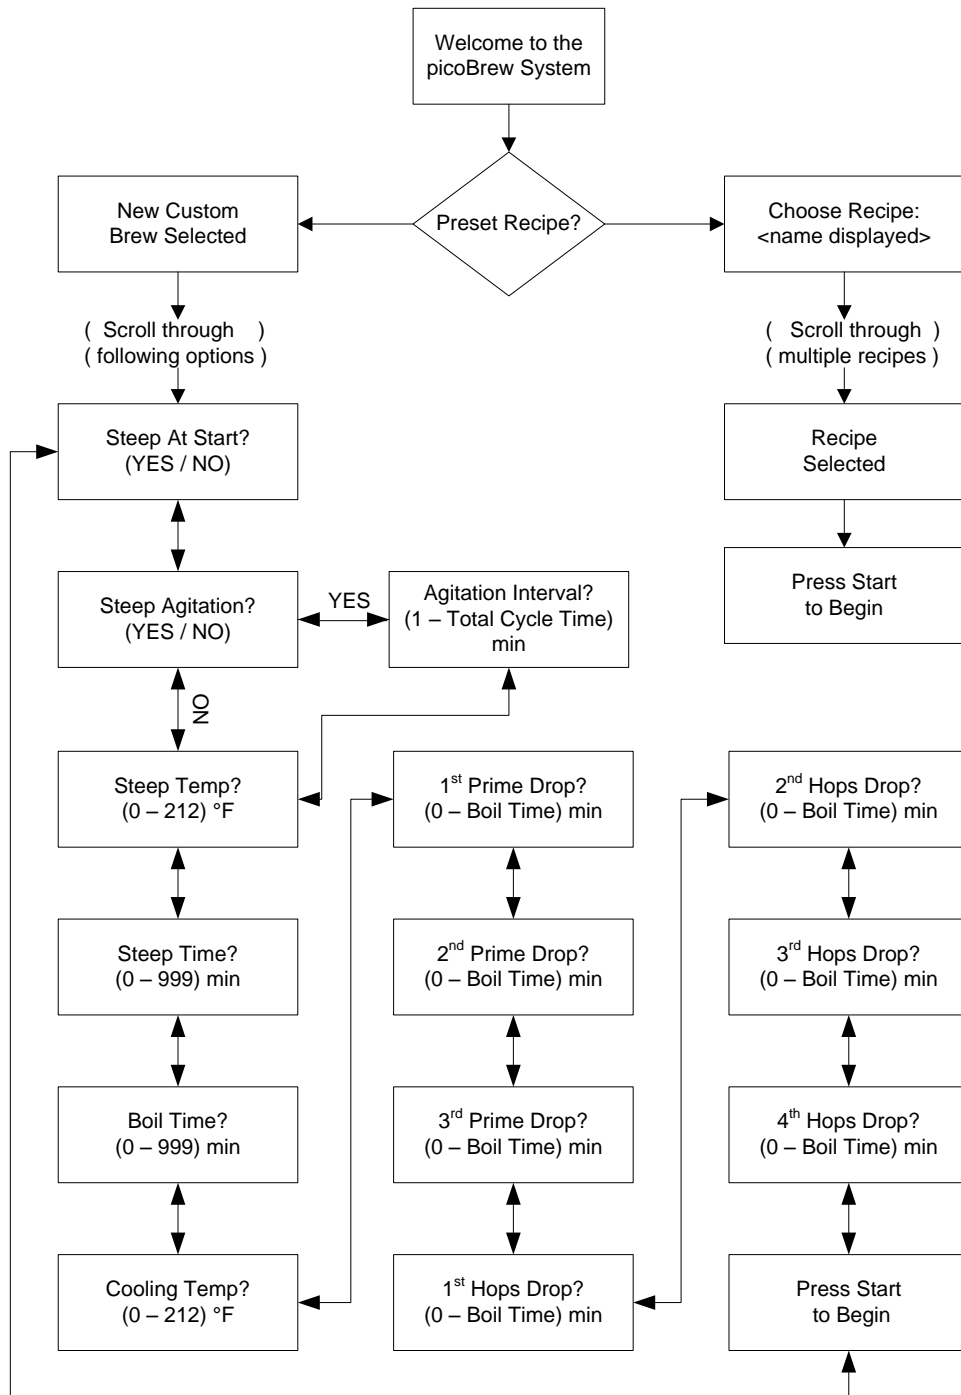 Welcome to the
picoBrew System
Preset Recipe?
New Custom
Brew Selected
Choose Recipe:
<name displayed>
( Scroll through )
( following options )
( Scroll through )
( multiple recipes )
Steep At Start?
(YES / NO)
Recipe
Selected
Steep Agitation?
(YES / NO)
YES
Agitation Interval?
(1 – Total Cycle Time)
min
Press Start
to Begin
NO
Steep Temp?
(0 – 212) °F
1st Prime Drop?
(0 – Boil Time) min
2nd Hops Drop?
(0 – Boil Time) min
Steep Time?
(0 – 999) min
2nd Prime Drop?
(0 – Boil Time) min
3rd Hops Drop?
(0 – Boil Time) min
Boil Time?
(0 – 999) min
3rd Prime Drop?
(0 – Boil Time) min
4th Hops Drop?
(0 – Boil Time) min
Cooling Temp?
(0 – 212) °F
1st Hops Drop?
(0 – Boil Time) min
Press Start
to Begin